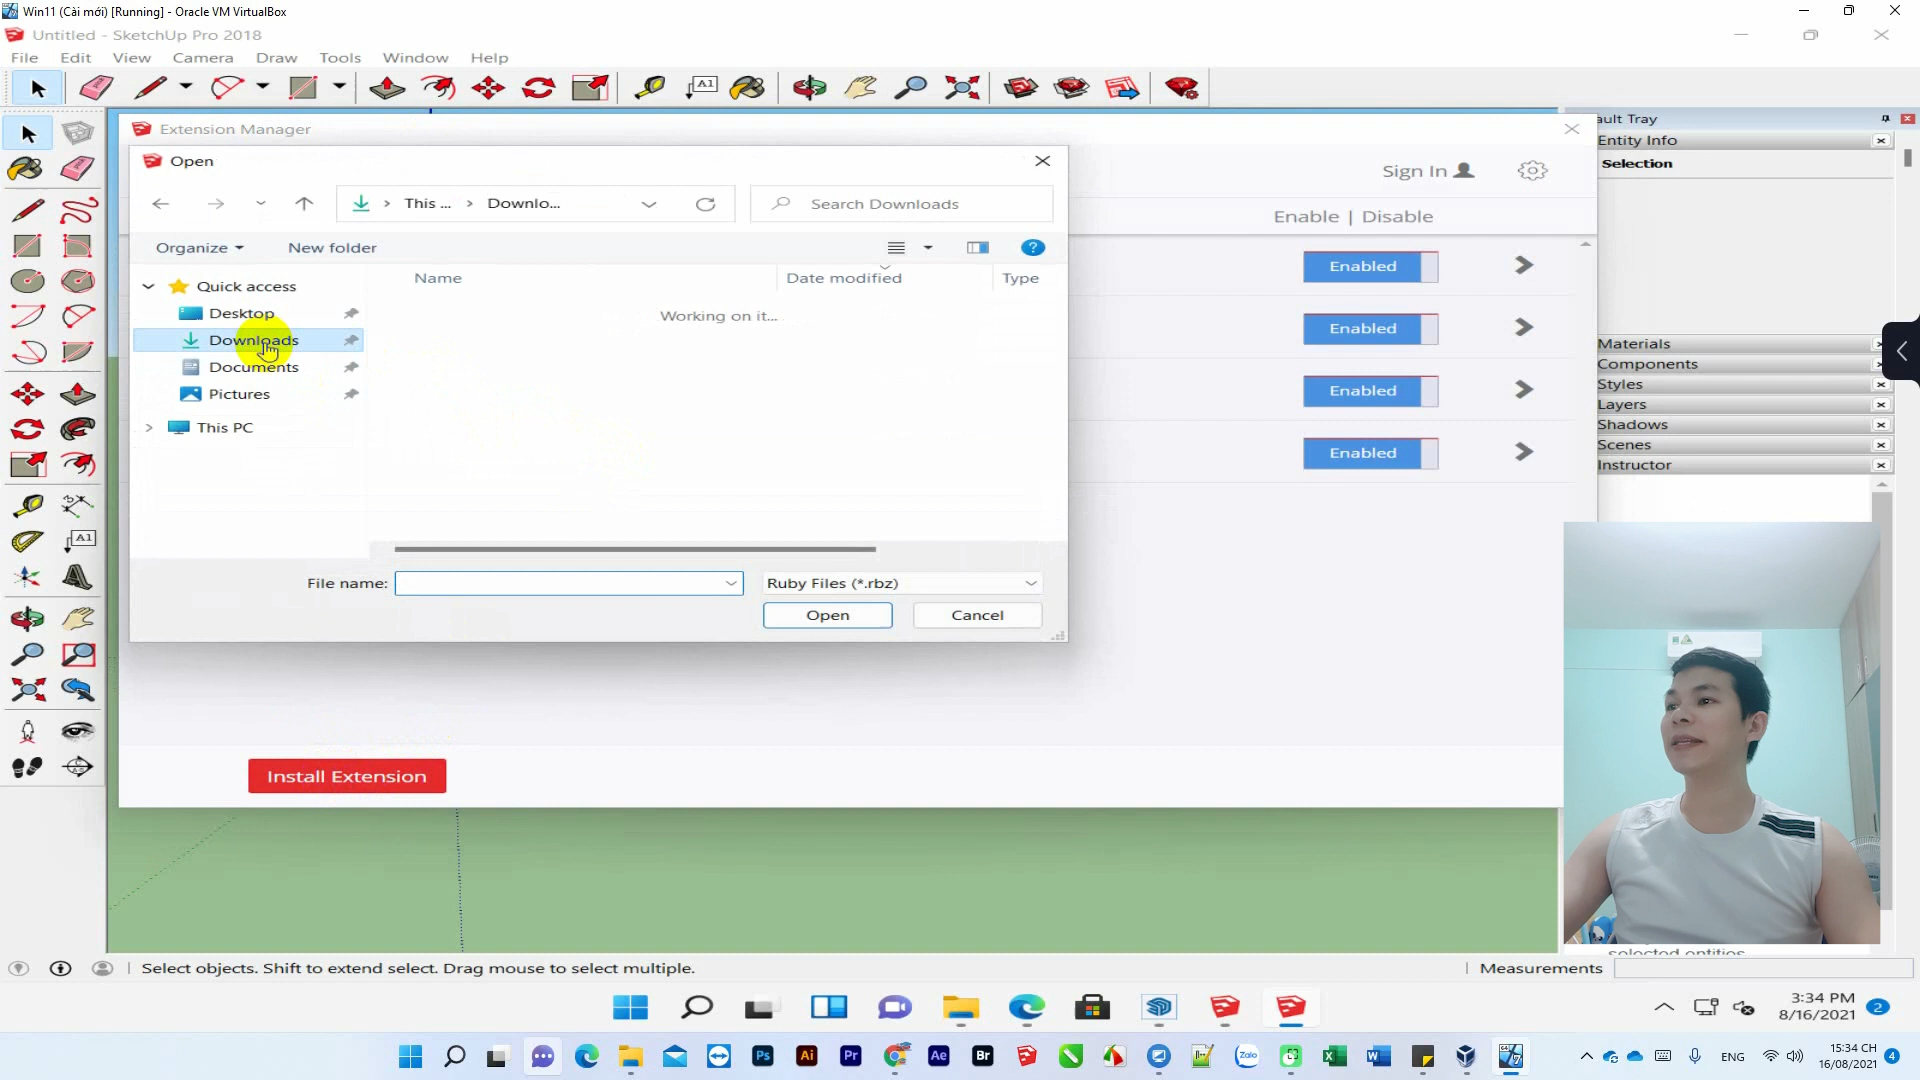 Win11 (Cài mới) [Running] - Oracle VM VirtualBox
Untitled - SketchUp Pro 2018
File Edit View Camera Draw Tools Window Help
Extension Manager
ault Tray
Entity Info
Selection
Open
Sign In
This ... > Downlo...
Search Downloads
Enable | Disable
Organize
New folder
Name
Date modified
Type
Quick access
Desktop
Downloads
Documents
Pictures
This PC
Working on it...
Enabled
Enabled
Enabled
Enabled
Materials
Components
Styles
Layers
Shadows
Scenes
Instructor
File name:
Ruby Files (*.rbz)
Open
Cancel
Install Extension
Select objects. Shift to extend select. Drag mouse to select multiple.
Measurements
3:34 PM
8/16/2021
2
ENG
15:34 CH
16/08/2021
4